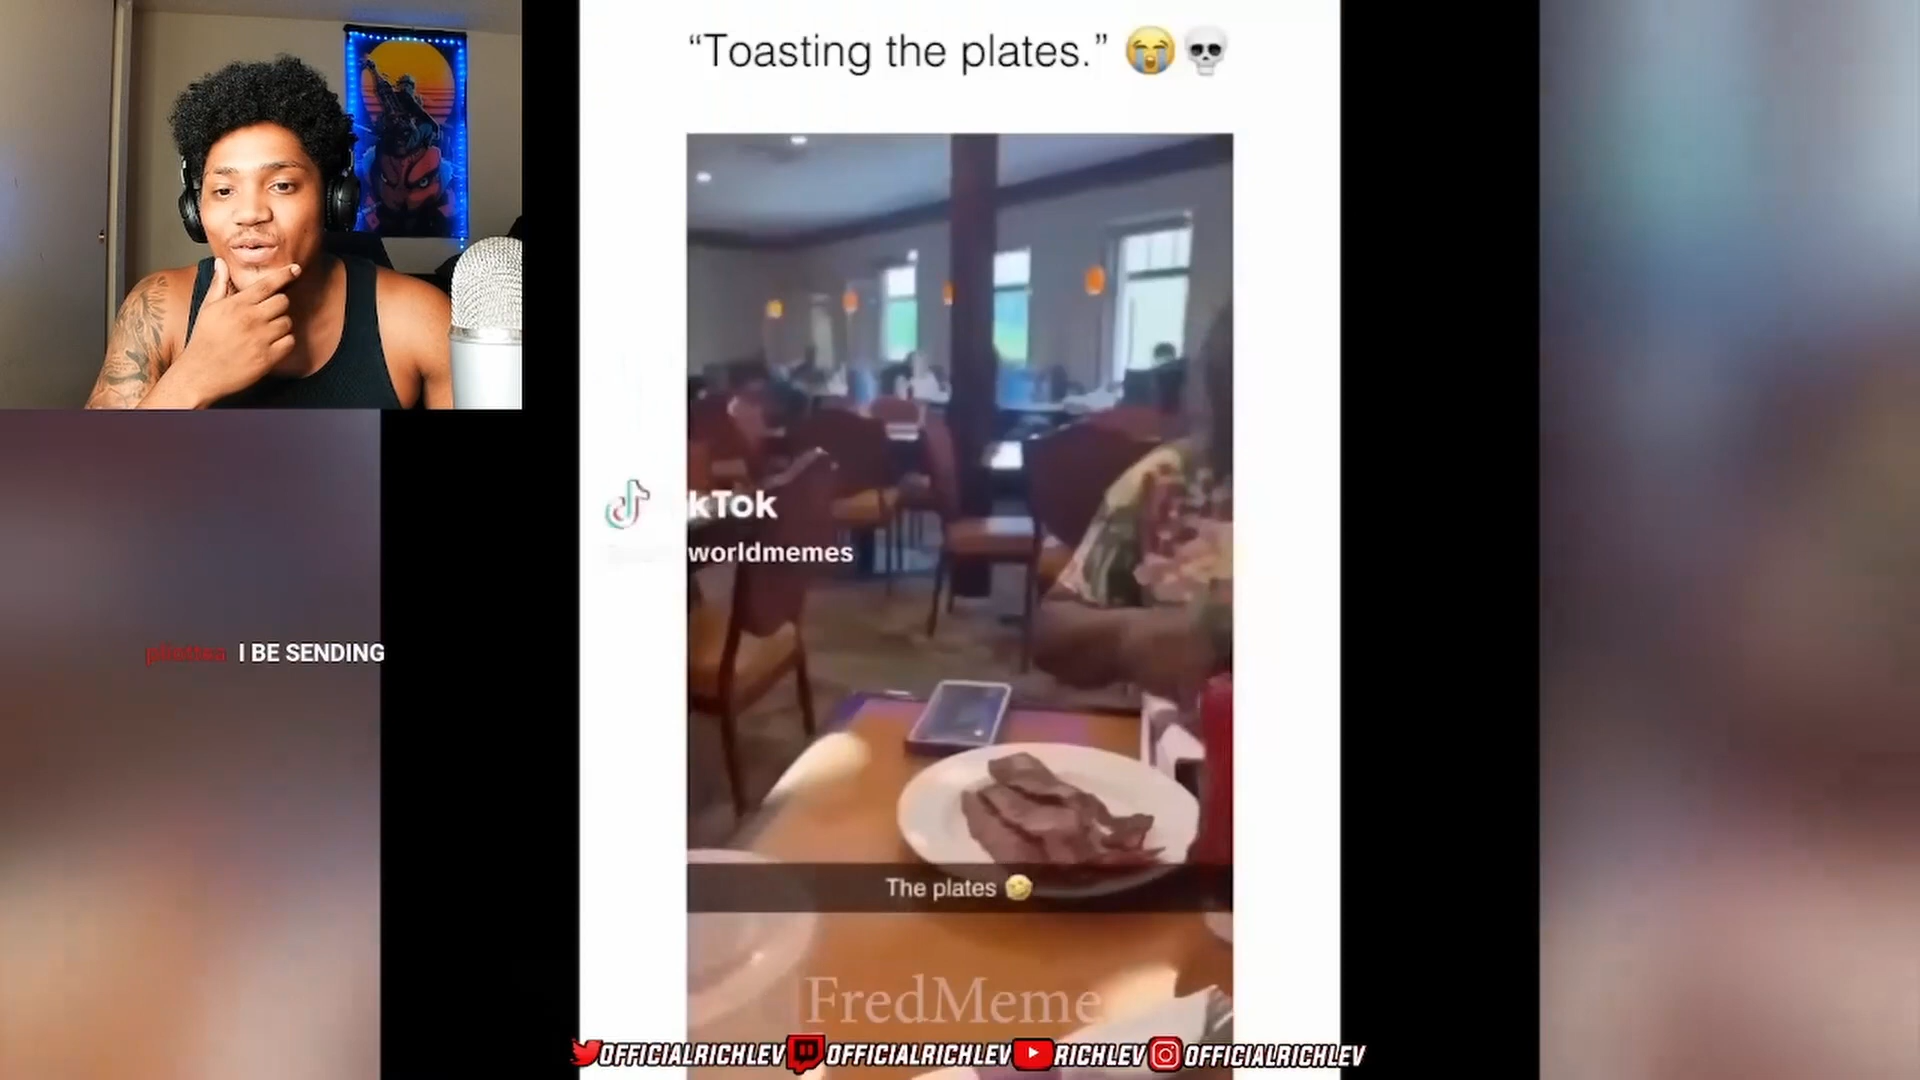 “Toasting the plates.” 😭💀
kTok
worldmemes
I BE SENDING
The plates 🤣
FredMeme
OFFICIALRICHLEV OFFICIALRICHLEV RICHLEV OFFICIALRICHLEV